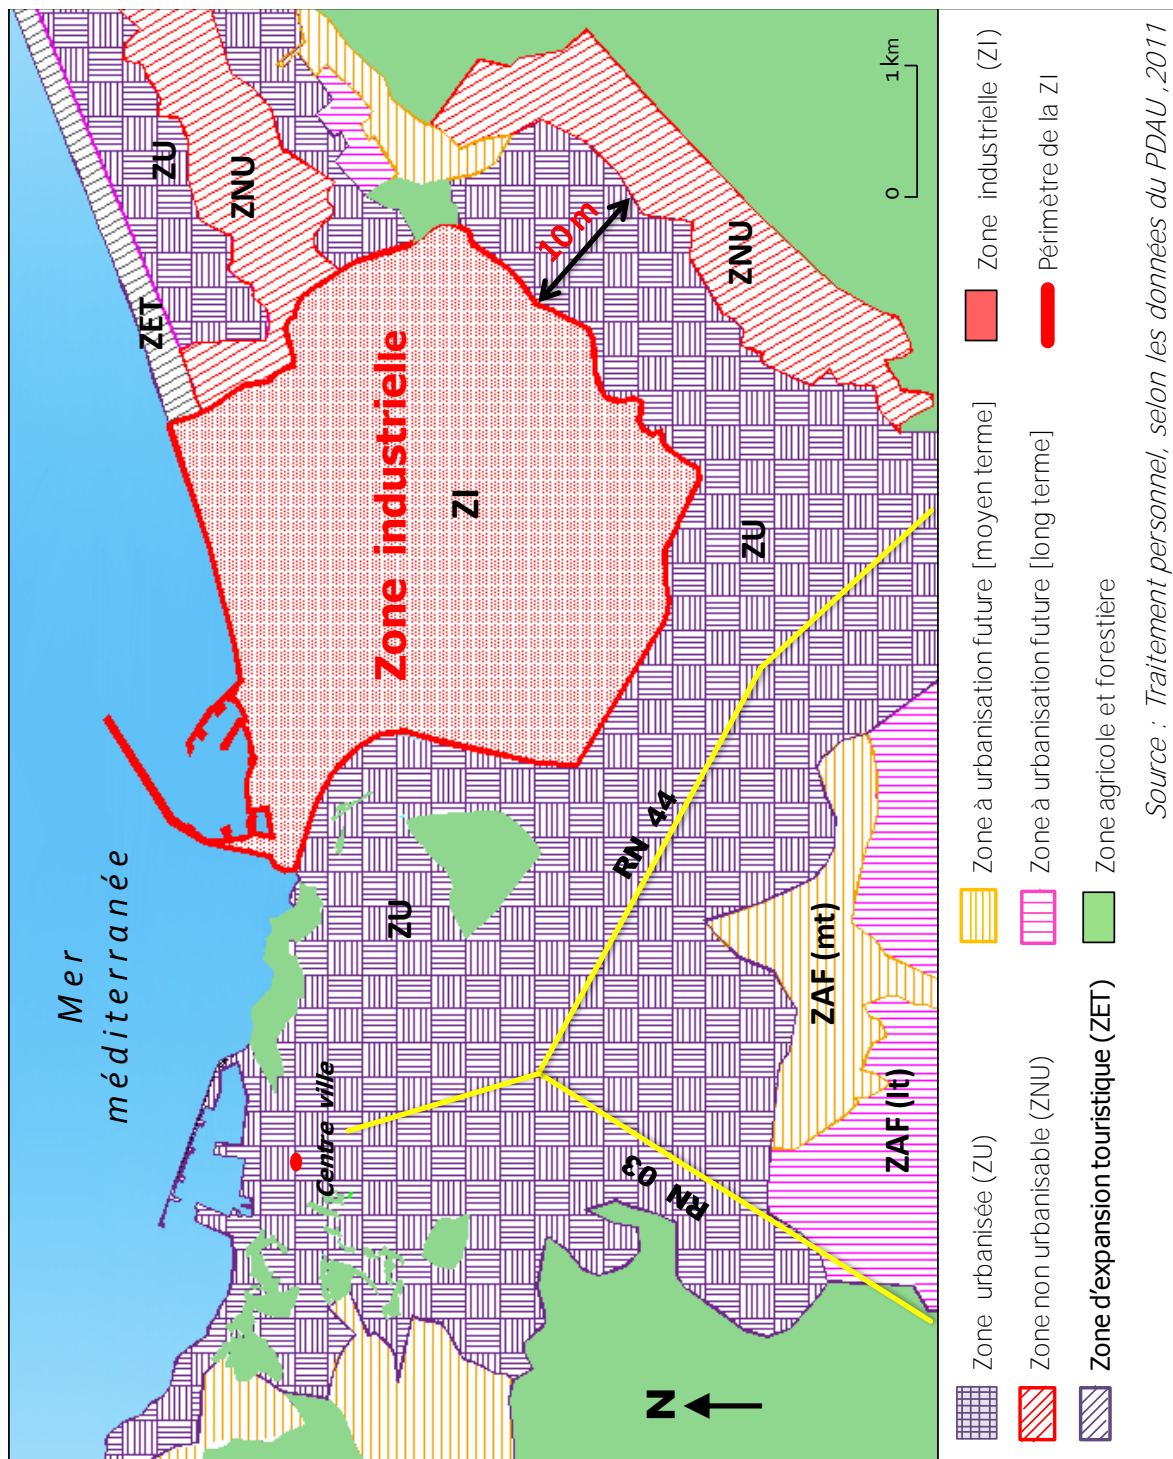 Mer
méditerranée
ZET
ZU
ZNU
Zone industrielle
ZI
ZU
Centre ville
10 m
RN 44
RN 03
ZNU
ZU
ZAF (mt)
ZAF (lt)
N
0 1 km
Zone urbanisée (ZU)
Zone non urbanisable (ZNU)
Zone d'expansion touristique (ZET)
Zone à urbanisation future [moyen terme]
Zone à urbanisation future [long terme]
Zone agricole et forestière
Zone industrielle (ZI)
Périmètre de la ZI
Source : Traitement personnel, selon les données du PDAU ,2011